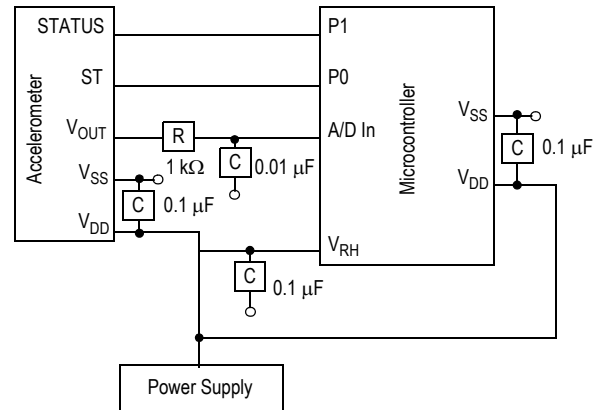 STATUS
ST
VOUT
VSS
VDD
Accelerometer
R
1 kΩ
C
0.01 μF
C
0.1 μF
C
0.1 μF
P1
P0
A/D In
VRH
Microcontroller
VSS
VDD
C
0.1 μF
Power Supply